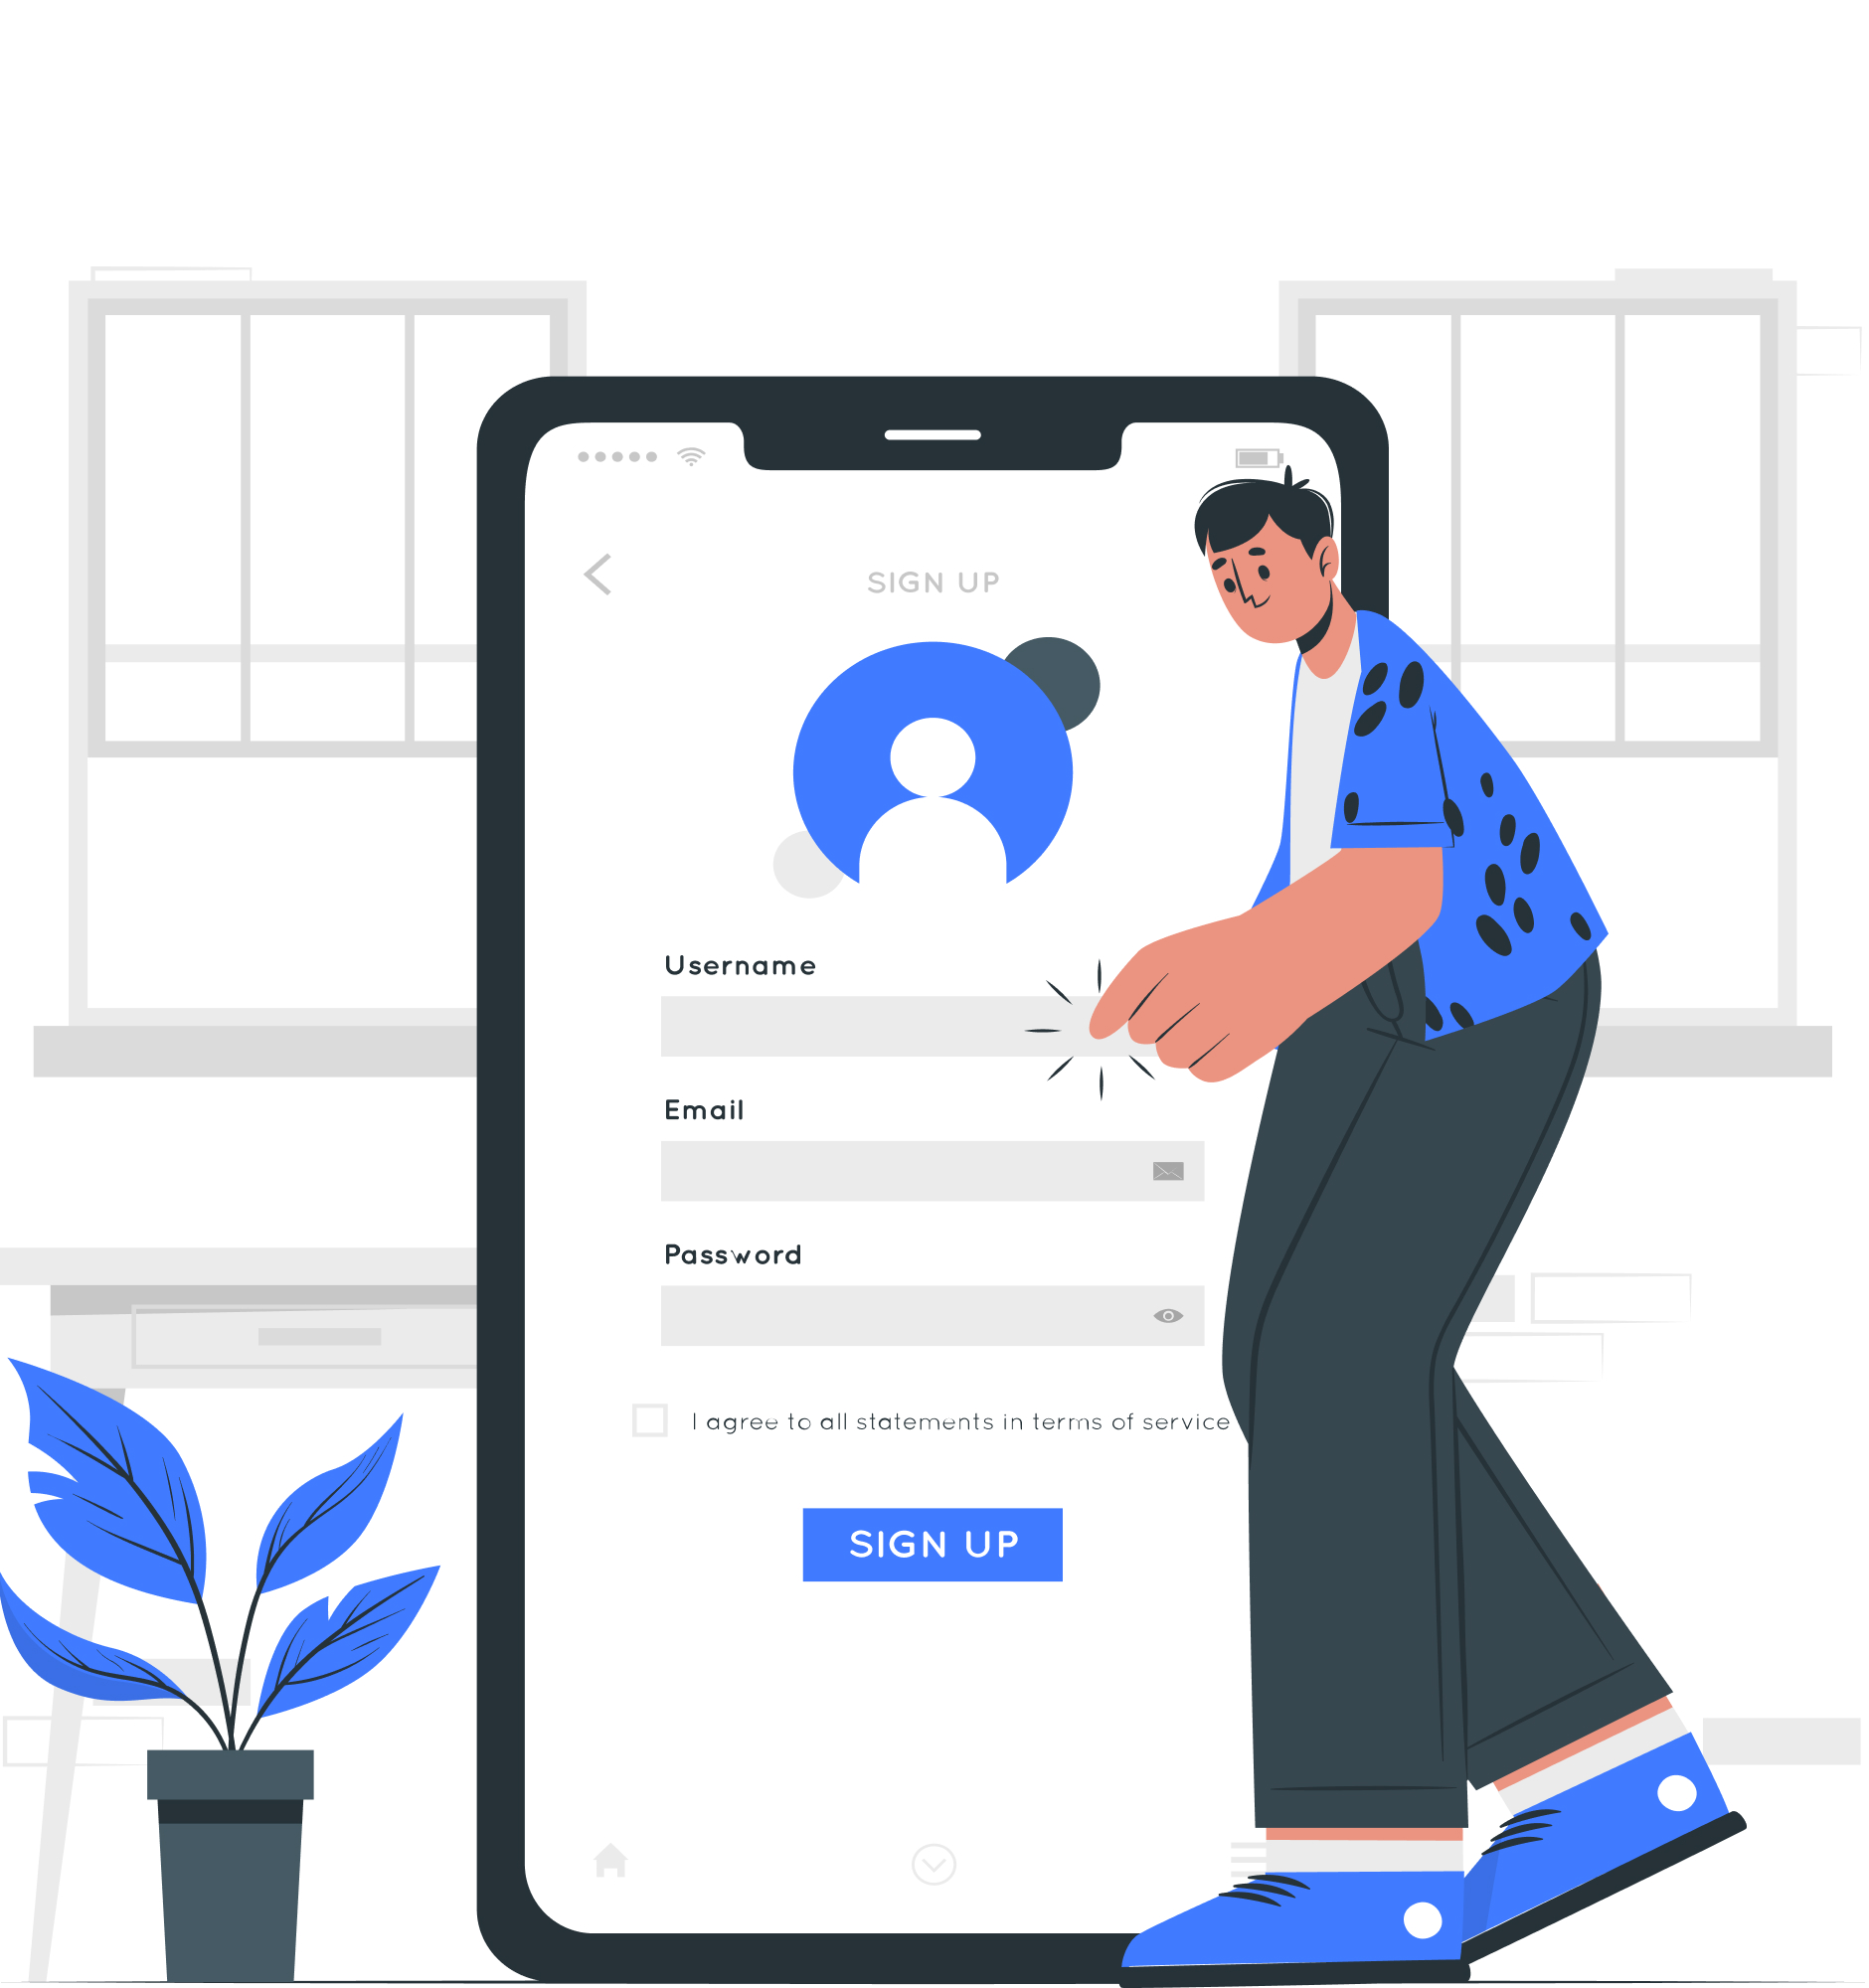 SIGN UP
Username
Email
Password
I agree to all statements in terms of service
SIGN UP